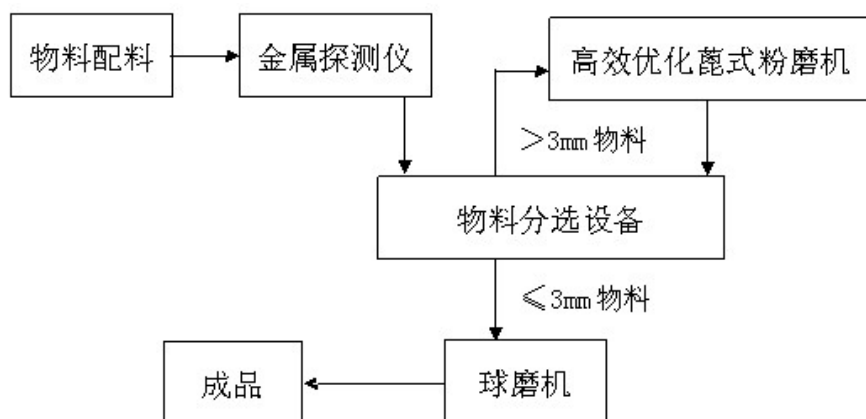 物料配料
金属探测仪
高效优化蓖式粉磨机
＞3mm 物料
物料分选设备
≤3mm 物料
成品
球磨机